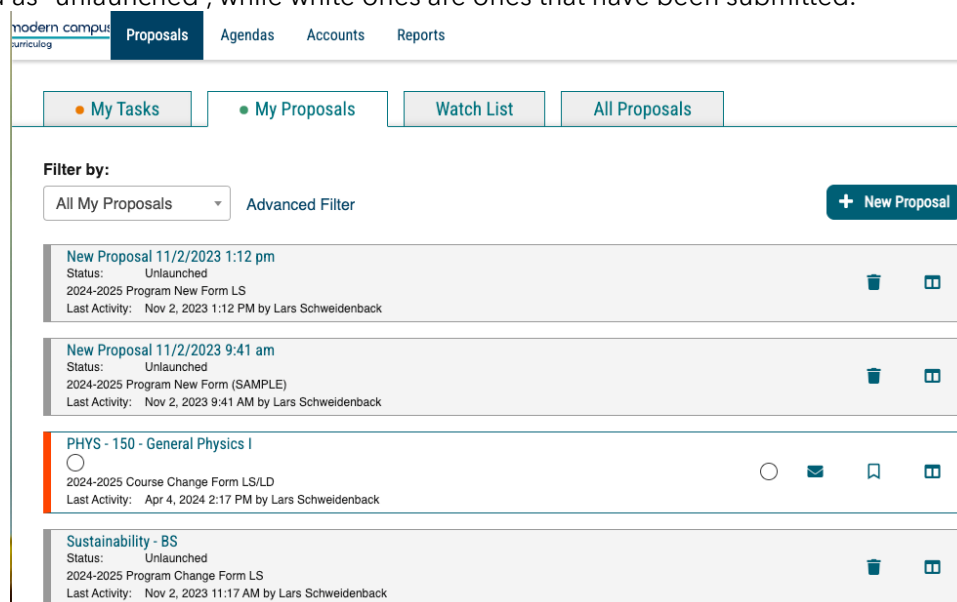 as "unlaunched", while white ones are ones that have been submitted.
modern campus
curriculog
Proposals
Agendas
Accounts
Reports
My Tasks
My Proposals
Watch List
All Proposals
Filter by:
All My Proposals
Advanced Filter
+ New Proposal
New Proposal 11/2/2023 1:12 pm
Status: Unlaunched
2024-2025 Program New Form LS
Last Activity: Nov 2, 2023 1:12 PM by Lars Schweidenback
New Proposal 11/2/2023 9:41 am
Status: Unlaunched
2024-2025 Program New Form (SAMPLE)
Last Activity: Nov 2, 2023 9:41 AM by Lars Schweidenback
PHYS - 150 - General Physics I
2024-2025 Course Change Form LS/LD
Last Activity: Apr 4, 2024 2:17 PM by Lars Schweidenback
Sustainability - BS
Status: Unlaunched
2024-2025 Program Change Form LS
Last Activity: Nov 2, 2023 11:17 AM by Lars Schweidenback